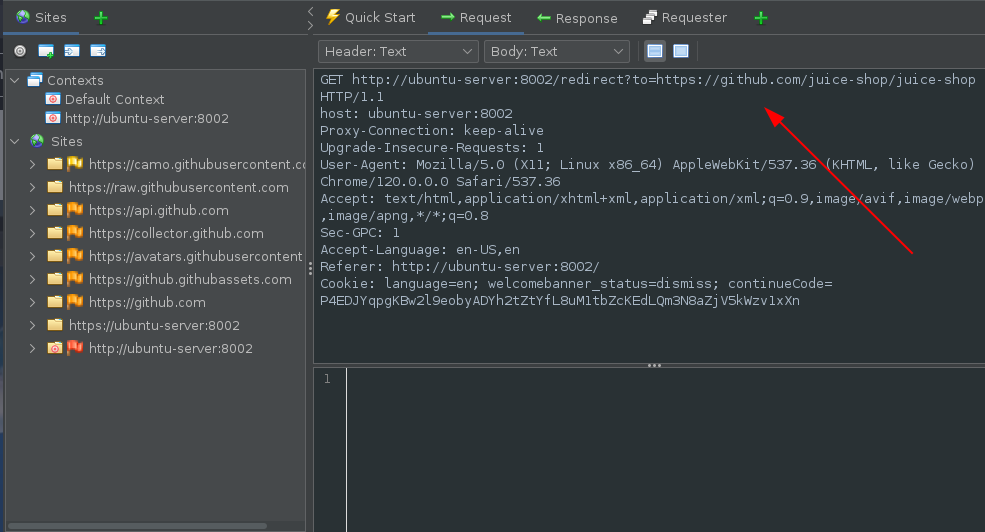 Sites
Quick Start
Request
Response
Requester
Header: Text
Body: Text
Contexts
Default Context
http://ubuntu-server:8002
Sites
https://camo.githubusercontent.co
https://raw.githubusercontent.com
https://api.github.com
https://collector.github.com
https://avatars.githubusercontent
https://github.githubassets.com
https://github.com
https://ubuntu-server:8002
http://ubuntu-server:8002
GET http://ubuntu-server:8002/redirect?to=https://github.com/juice-shop/juice-shop
HTTP/1.1
host: ubuntu-server:8002
Proxy-Connection: keep-alive
Upgrade-Insecure-Requests: 1
User-Agent: Mozilla/5.0 (X11; Linux x86_64) AppleWebKit/537.36 (KHTML, like Gecko)
Chrome/120.0.0.0 Safari/537.36
Accept: text/html,application/xhtml+xml,application/xml;q=0.9,image/avif,image/webp
,image/apng,*/*;q=0.8
Sec-GPC: 1
Accept-Language: en-US,en
Referer: http://ubuntu-server:8002/
Cookie: language=en; welcomebanner_status=dismiss; continueCode=
P4EDJYqpgKBw2l9eobyADYh2tZtYfL8uM1tbZcKEdLQm3N8aZjV5kWzv1xXn
1